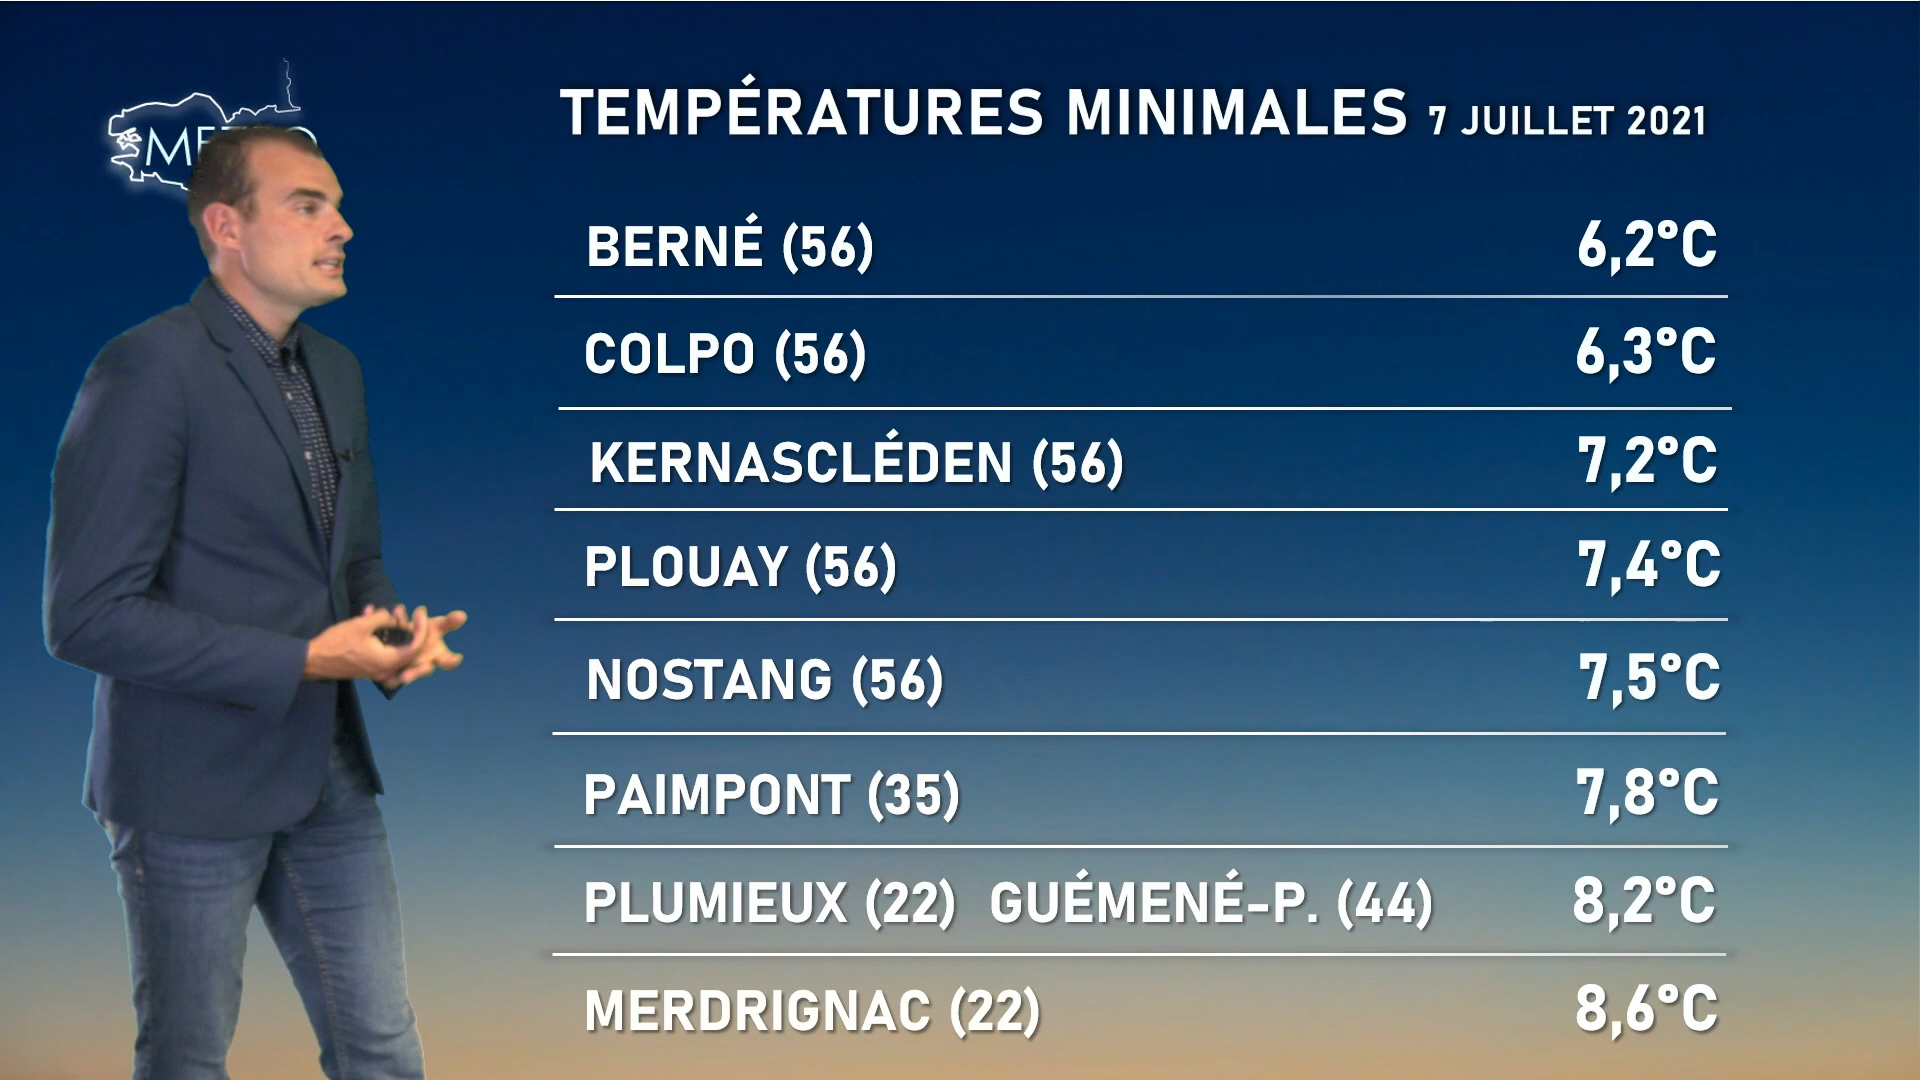 TEMPÉRATURES MINIMALES 7 JUILLET 2021
BERNÉ (56) 6,2°C
COLPO (56) 6,3°C
KERNASCLÉDEN (56) 7,2°C
PLOUAY (56) 7,4°C
NOSTANG (56) 7,5°C
PAIMPONT (35) 7,8°C
PLUMIEUX (22) GUÉMENÉ-P. (44) 8,2°C
MERDRIGNAC (22) 8,6°C